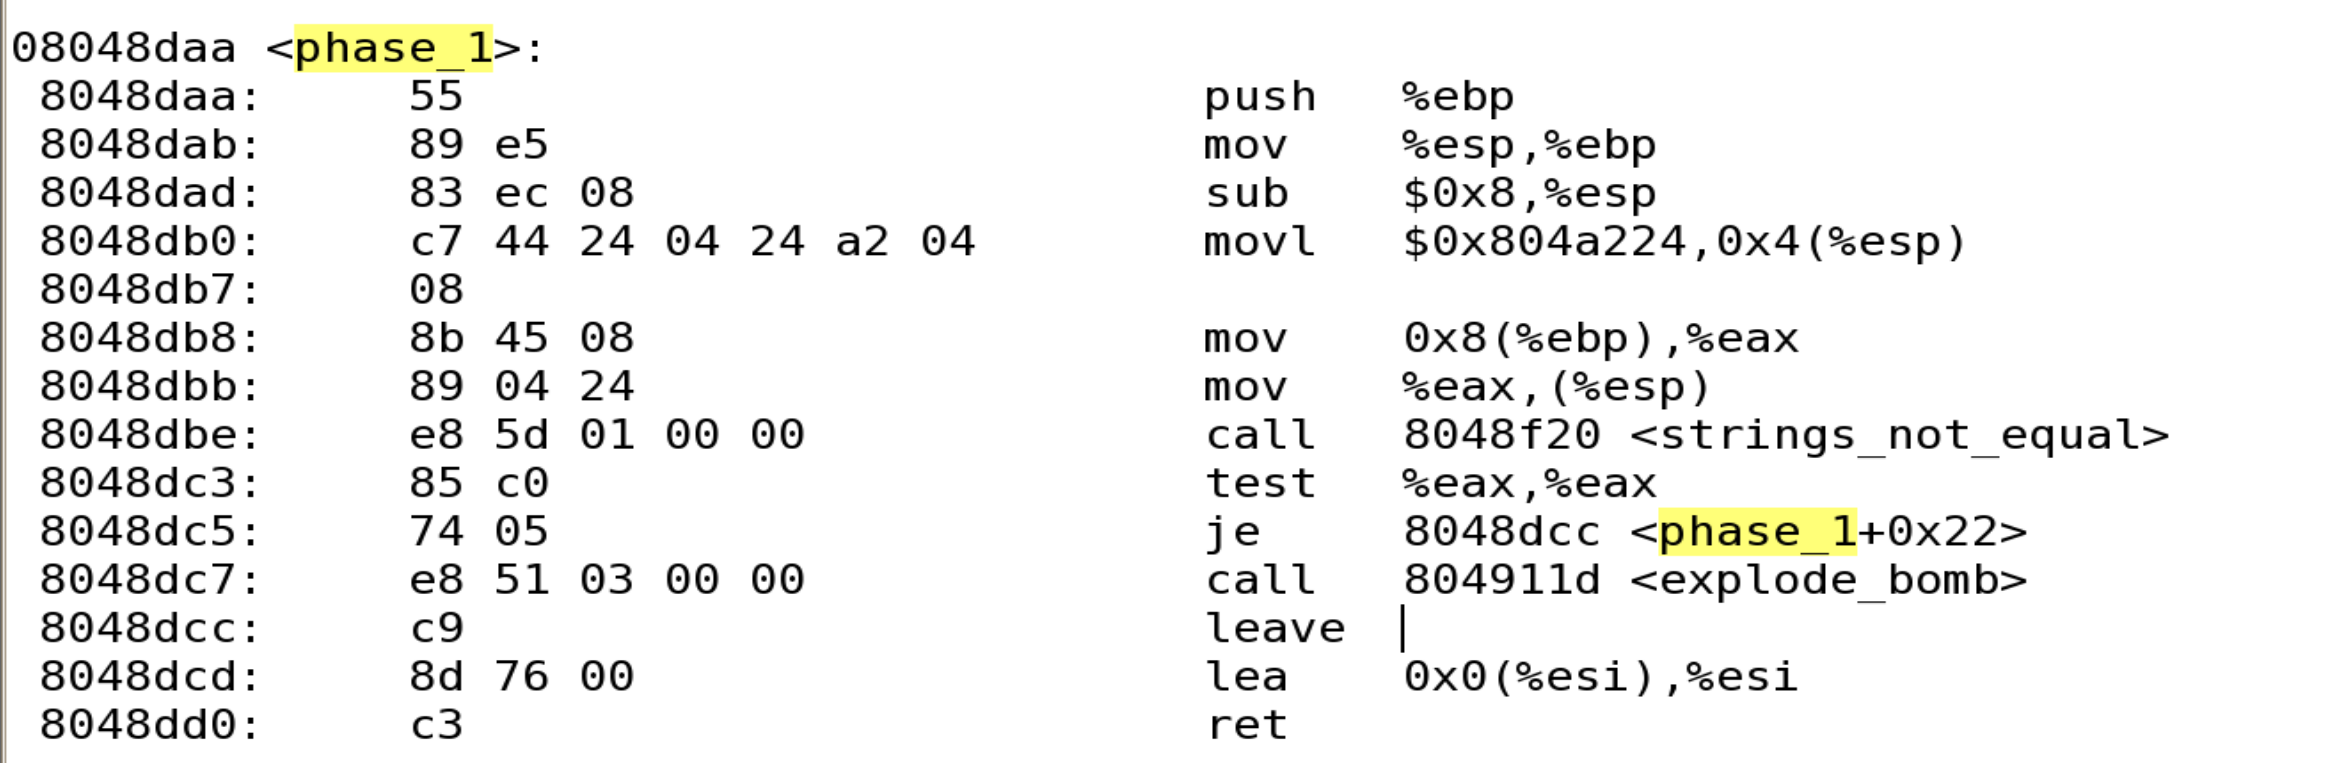 08048daa <phase_1>:
8048daa: 55 push %ebp
8048dab: 89 e5 mov %esp,%ebp
8048dad: 83 ec 08 sub $0x8,%esp
8048db0: c7 44 24 04 24 a2 04 movl $0x804a224,0x4(%esp)
8048db7: 08
8048db8: 8b 45 08 mov 0x8(%ebp),%eax
8048dbb: 89 04 24 mov %eax,(%esp)
8048dbe: e8 5d 01 00 00 call 8048f20 <strings_not_equal>
8048dc3: 85 c0 test %eax,%eax
8048dc5: 74 05 je 8048dcc <phase_1+0x22>
8048dc7: e8 51 03 00 00 call 804911d <explode_bomb>
8048dcc: c9 leave
8048dcd: 8d 76 00 lea 0x0(%esi),%esi
8048dd0: c3 ret